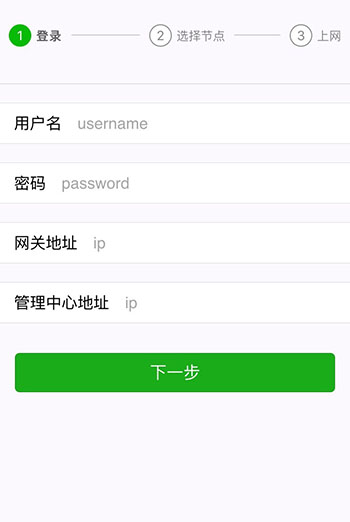 1 登录 2 选择节点 3 上网
用户名 username
密码 password
网关地址 ip
管理中心地址 ip
下一步